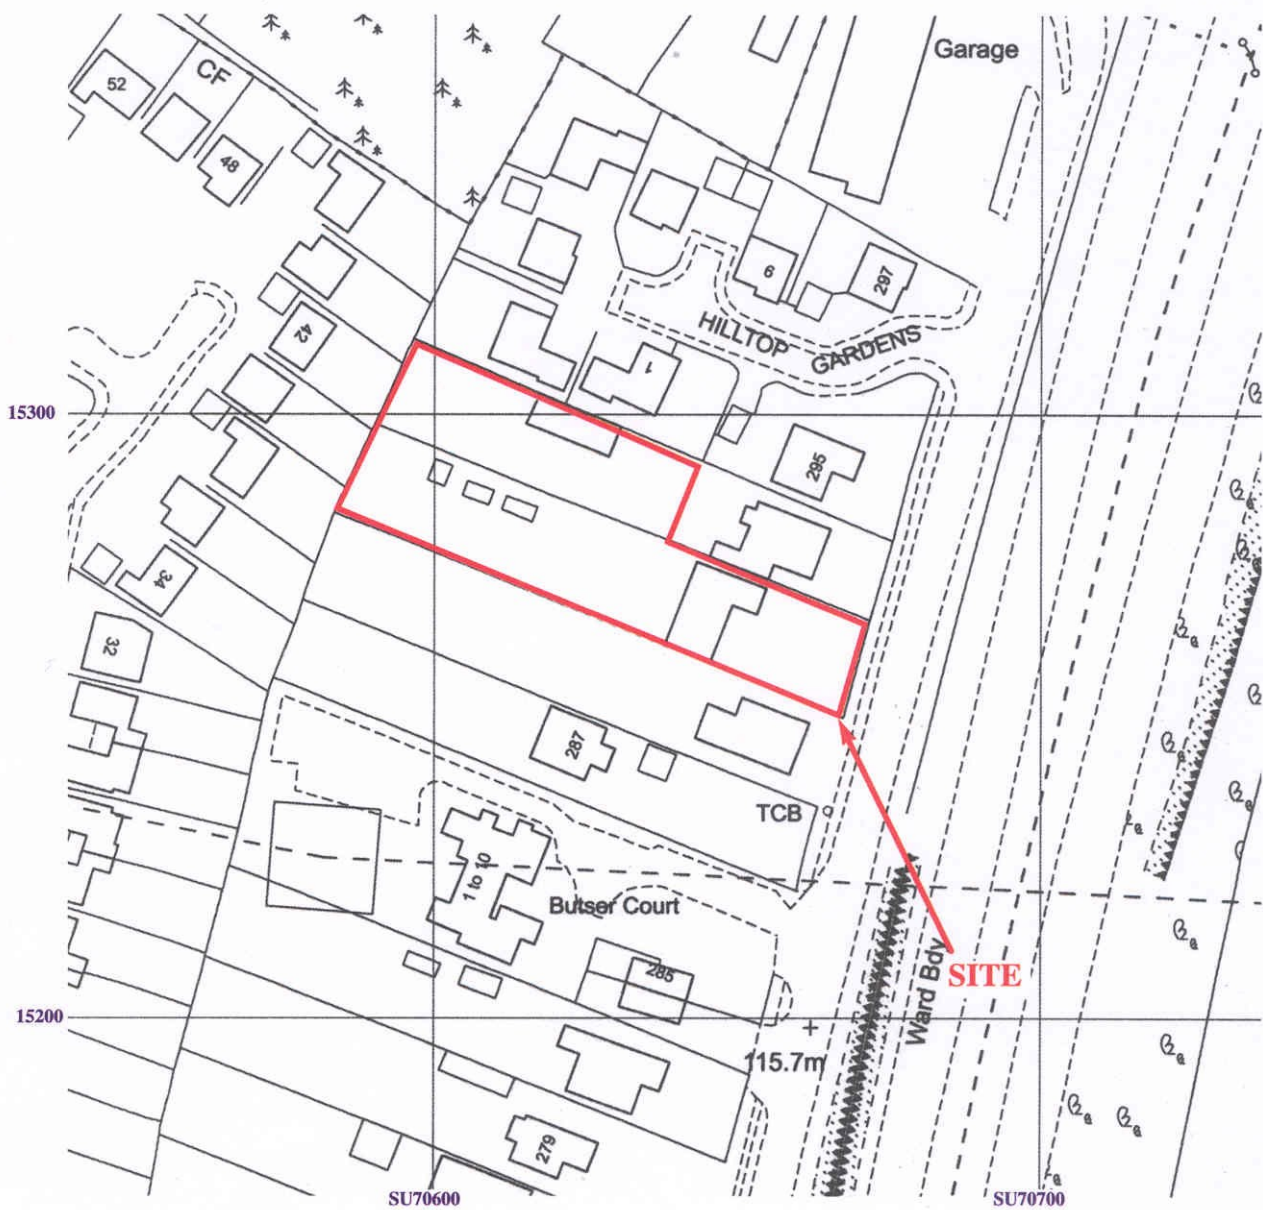 Garage
CF
52
48
6
297
HILLTOP GARDENS
42
1
15300
295
34
32
287
TCB
1 to 10
Butser Court
285
SITE
Ward Bdy
15200
115.7m
279
SU70600
SU70700